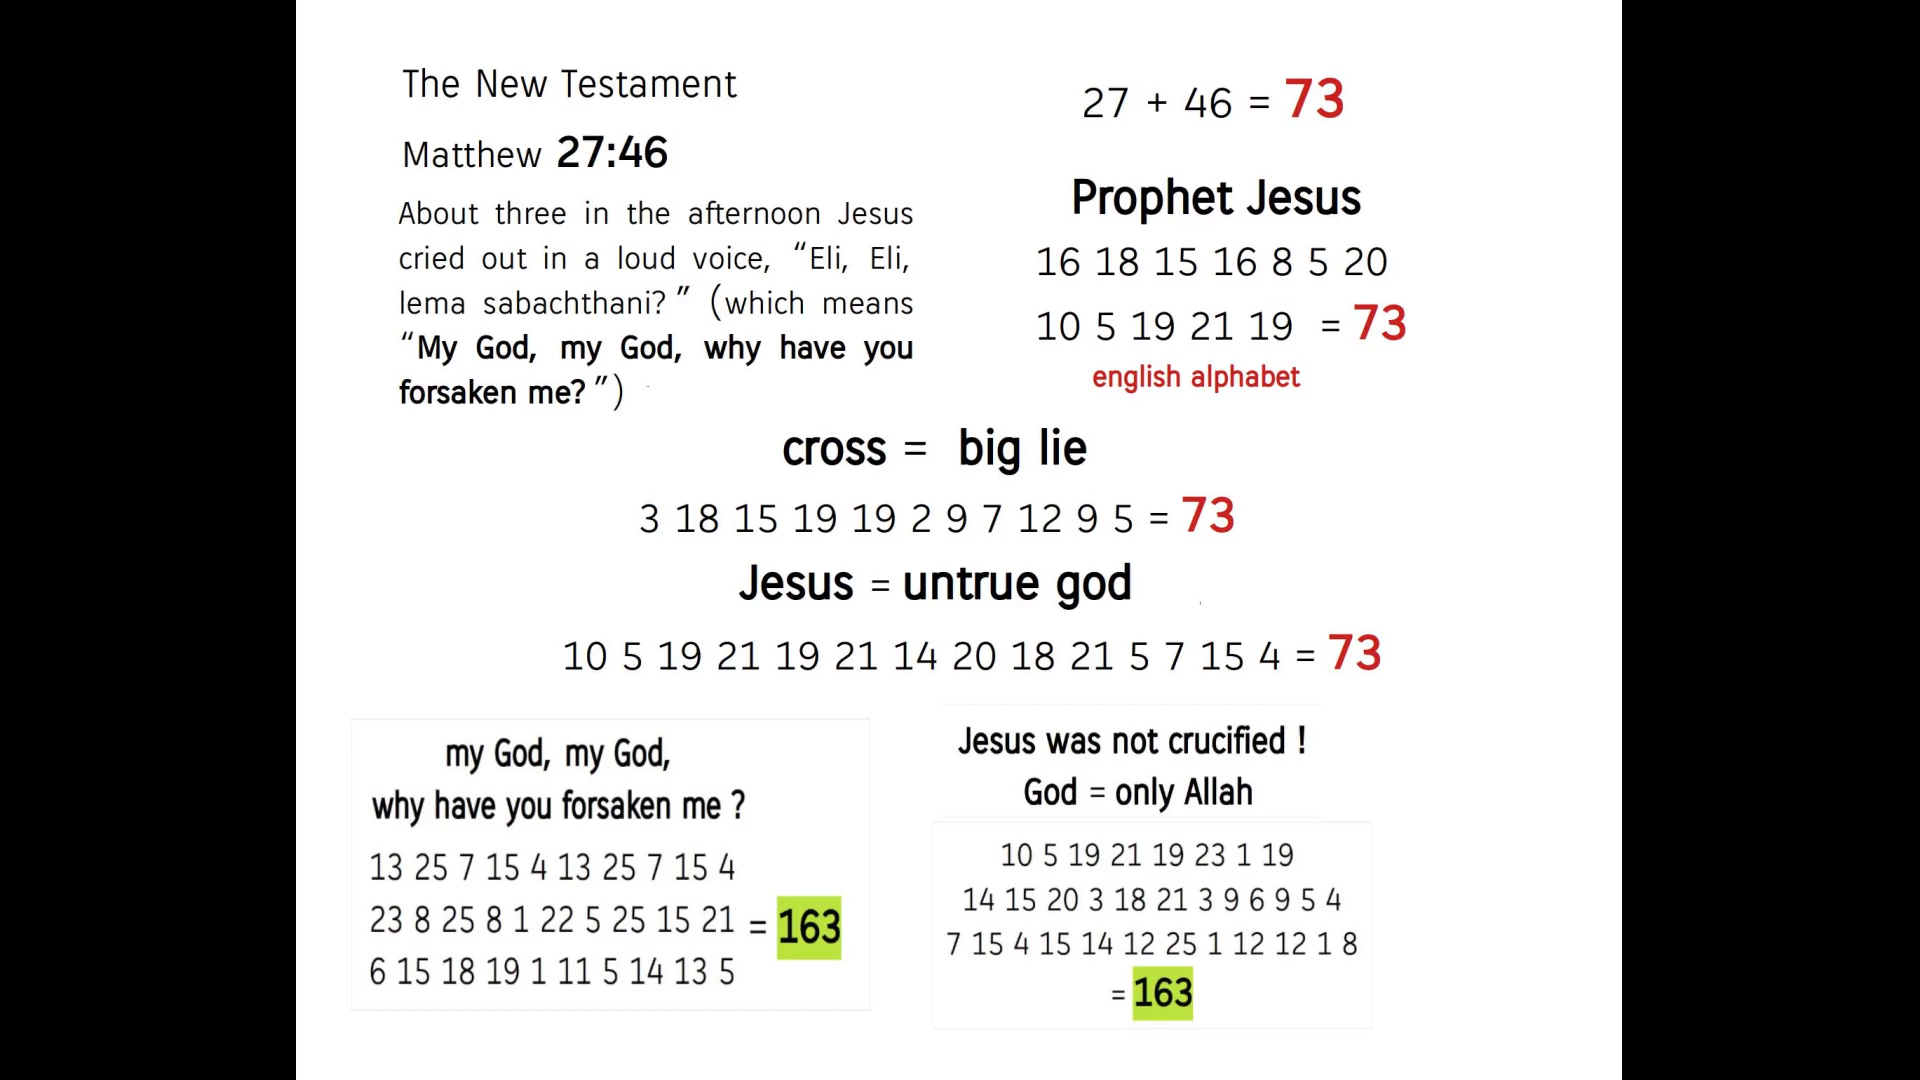 The New Testament
Matthew 27:46
About three in the afternoon Jesus
cried out in a loud voice, “Eli, Eli,
lema sabachthani? ” (which means
“My God, my God, why have you
forsaken me? ”)
27 + 46 = 73
Prophet Jesus
16 18 15 16 8 5 20
10 5 19 21 19 = 73
english alphabet
cross = big lie
3 18 15 19 19 2 9 7 12 9 5 = 73
Jesus = untrue god
10 5 19 21 19 21 14 20 18 21 5 7 15 4 = 73
my God, my God,
why have you forsaken me ?
13 25 7 15 4 13 25 7 15 4
23 8 25 8 1 22 5 25 15 21 = 163
6 15 18 19 1 11 5 14 13 5
Jesus was not crucified !
God = only Allah
10 5 19 21 19 23 1 19
14 15 20 3 18 21 3 9 6 9 5 4
7 15 4 15 14 12 25 1 12 12 1 8
= 163